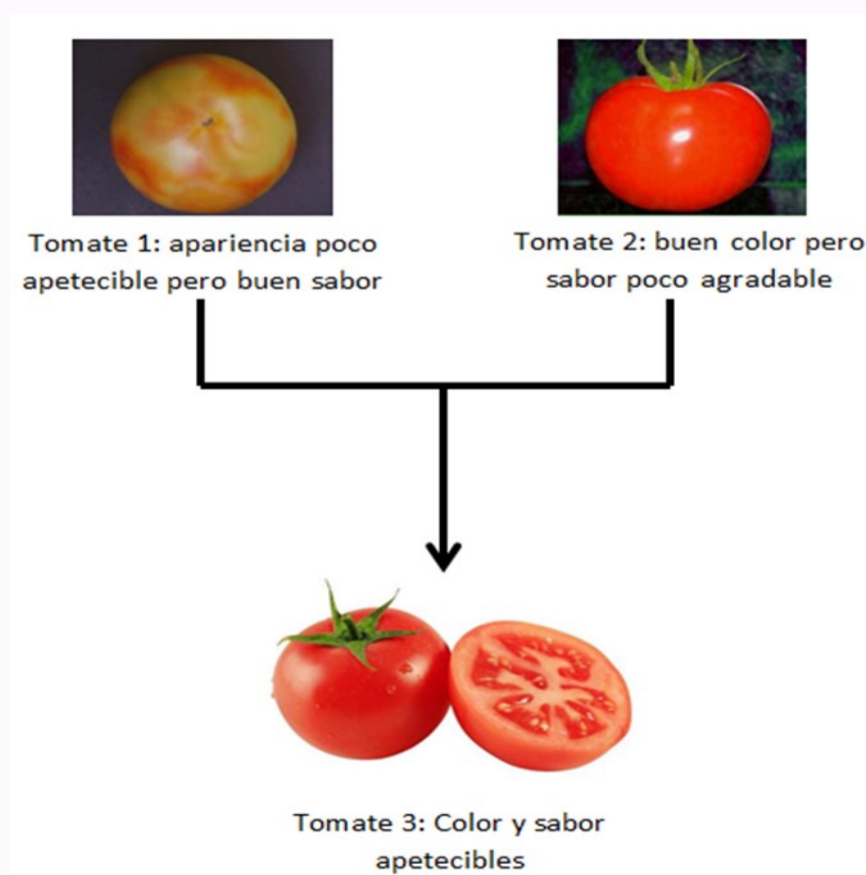 Tomate 1: apariencia poco
apetecible pero buen sabor
Tomate 2: buen color pero
sabor poco agradable
Tomate 3: Color y sabor
apetecibles